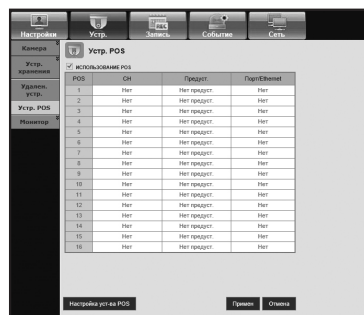 Настройки Устр. Запись Событие Сеть
Камера
Устр. хранения
Удален. устр.
Устр. POS
Монитор
Устр. POS
ИСПОЛЬЗОВАНИЕ POS
POS CH Предуст. Порт/Ethernet
1 Нет Нет предуст. Нет
2 Нет Нет предуст. Нет
3 Нет Нет предуст. Нет
4 Нет Нет предуст. Нет
5 Нет Нет предуст. Нет
6 Нет Нет предуст. Нет
7 Нет Нет предуст. Нет
8 Нет Нет предуст. Нет
9 Нет Нет предуст. Нет
10 Нет Нет предуст. Нет
11 Нет Нет предуст. Нет
12 Нет Нет предуст. Нет
13 Нет Нет предуст. Нет
14 Нет Нет предуст. Нет
15 Нет Нет предуст. Нет
16 Нет Нет предуст. Нет
Настройка уст-ва POS Примен Отмена